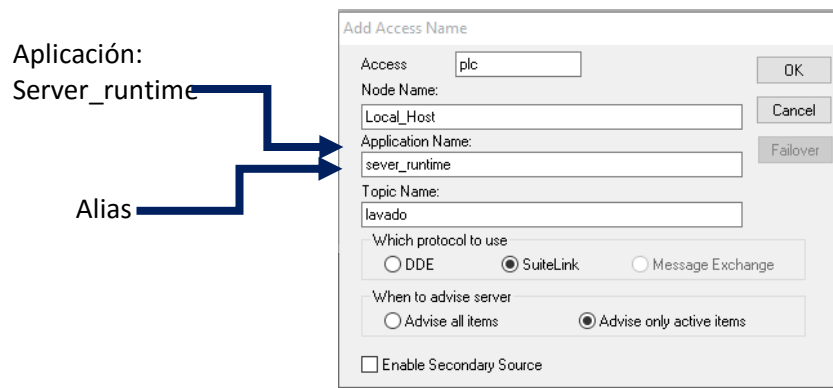 Aplicación:
Server_runtime
Alias
Add Access Name
Access plc
OK
Node Name:
Local_Host
Cancel
Application Name:
sever_runtime
Failover
Topic Name:
lavado
Which protocol to use
DDE SuiteLink Message Exchange
When to advise server
Advise all items Advise only active items
Enable Secondary Source